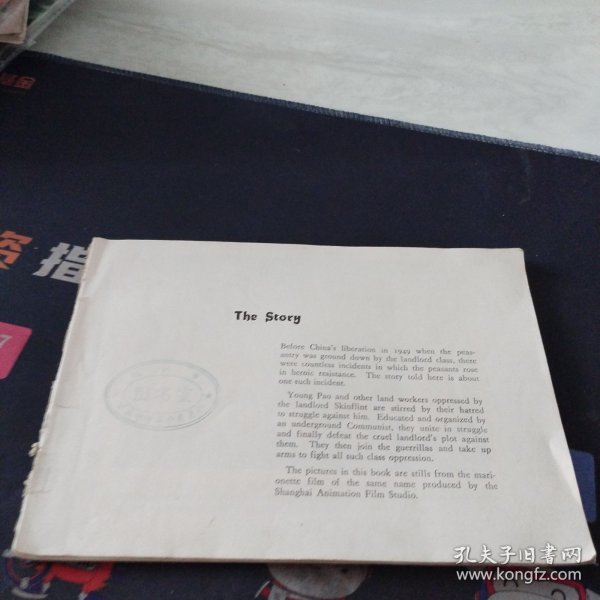 The Story
Before China's liberation in 1949 when the peas-
antry was ground down by the landlord class, there
were countless incidents in which the peasants rose
in heroic resistance. The story told here is about
one such incident.
Young Pao and other land workers oppressed by
the landlord Skinflint are stirred by their hatred
to struggle against him. Educated and organized by
an underground Communist, they unite in struggle
and finally defeat the cruel landlord's plot against
them. They then join the guerrillas and take up
arms to fight all such class oppression.
The pictures in this book are stills from the mari-
onette film of the same name produced by the
Shanghai Animation Film Studio.
指
孔夫子旧书网
www.kongfz.com